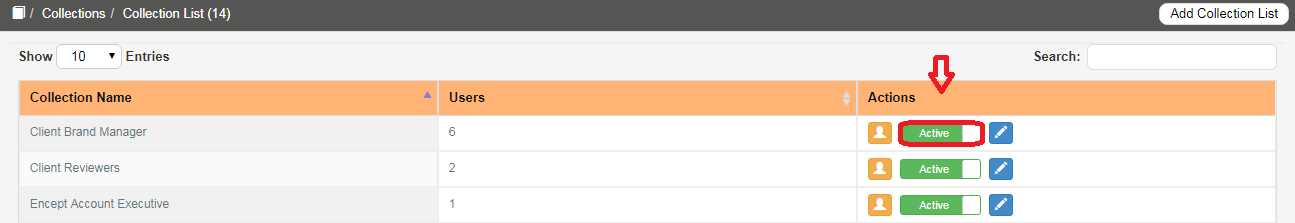 / Collections / Collection List (14) Add Collection List
Show 10 Entries Search:
Collection Name Users Actions
Client Brand Manager 6 Active
Client Reviewers 2 Active
Encept Account Executive 1 Active